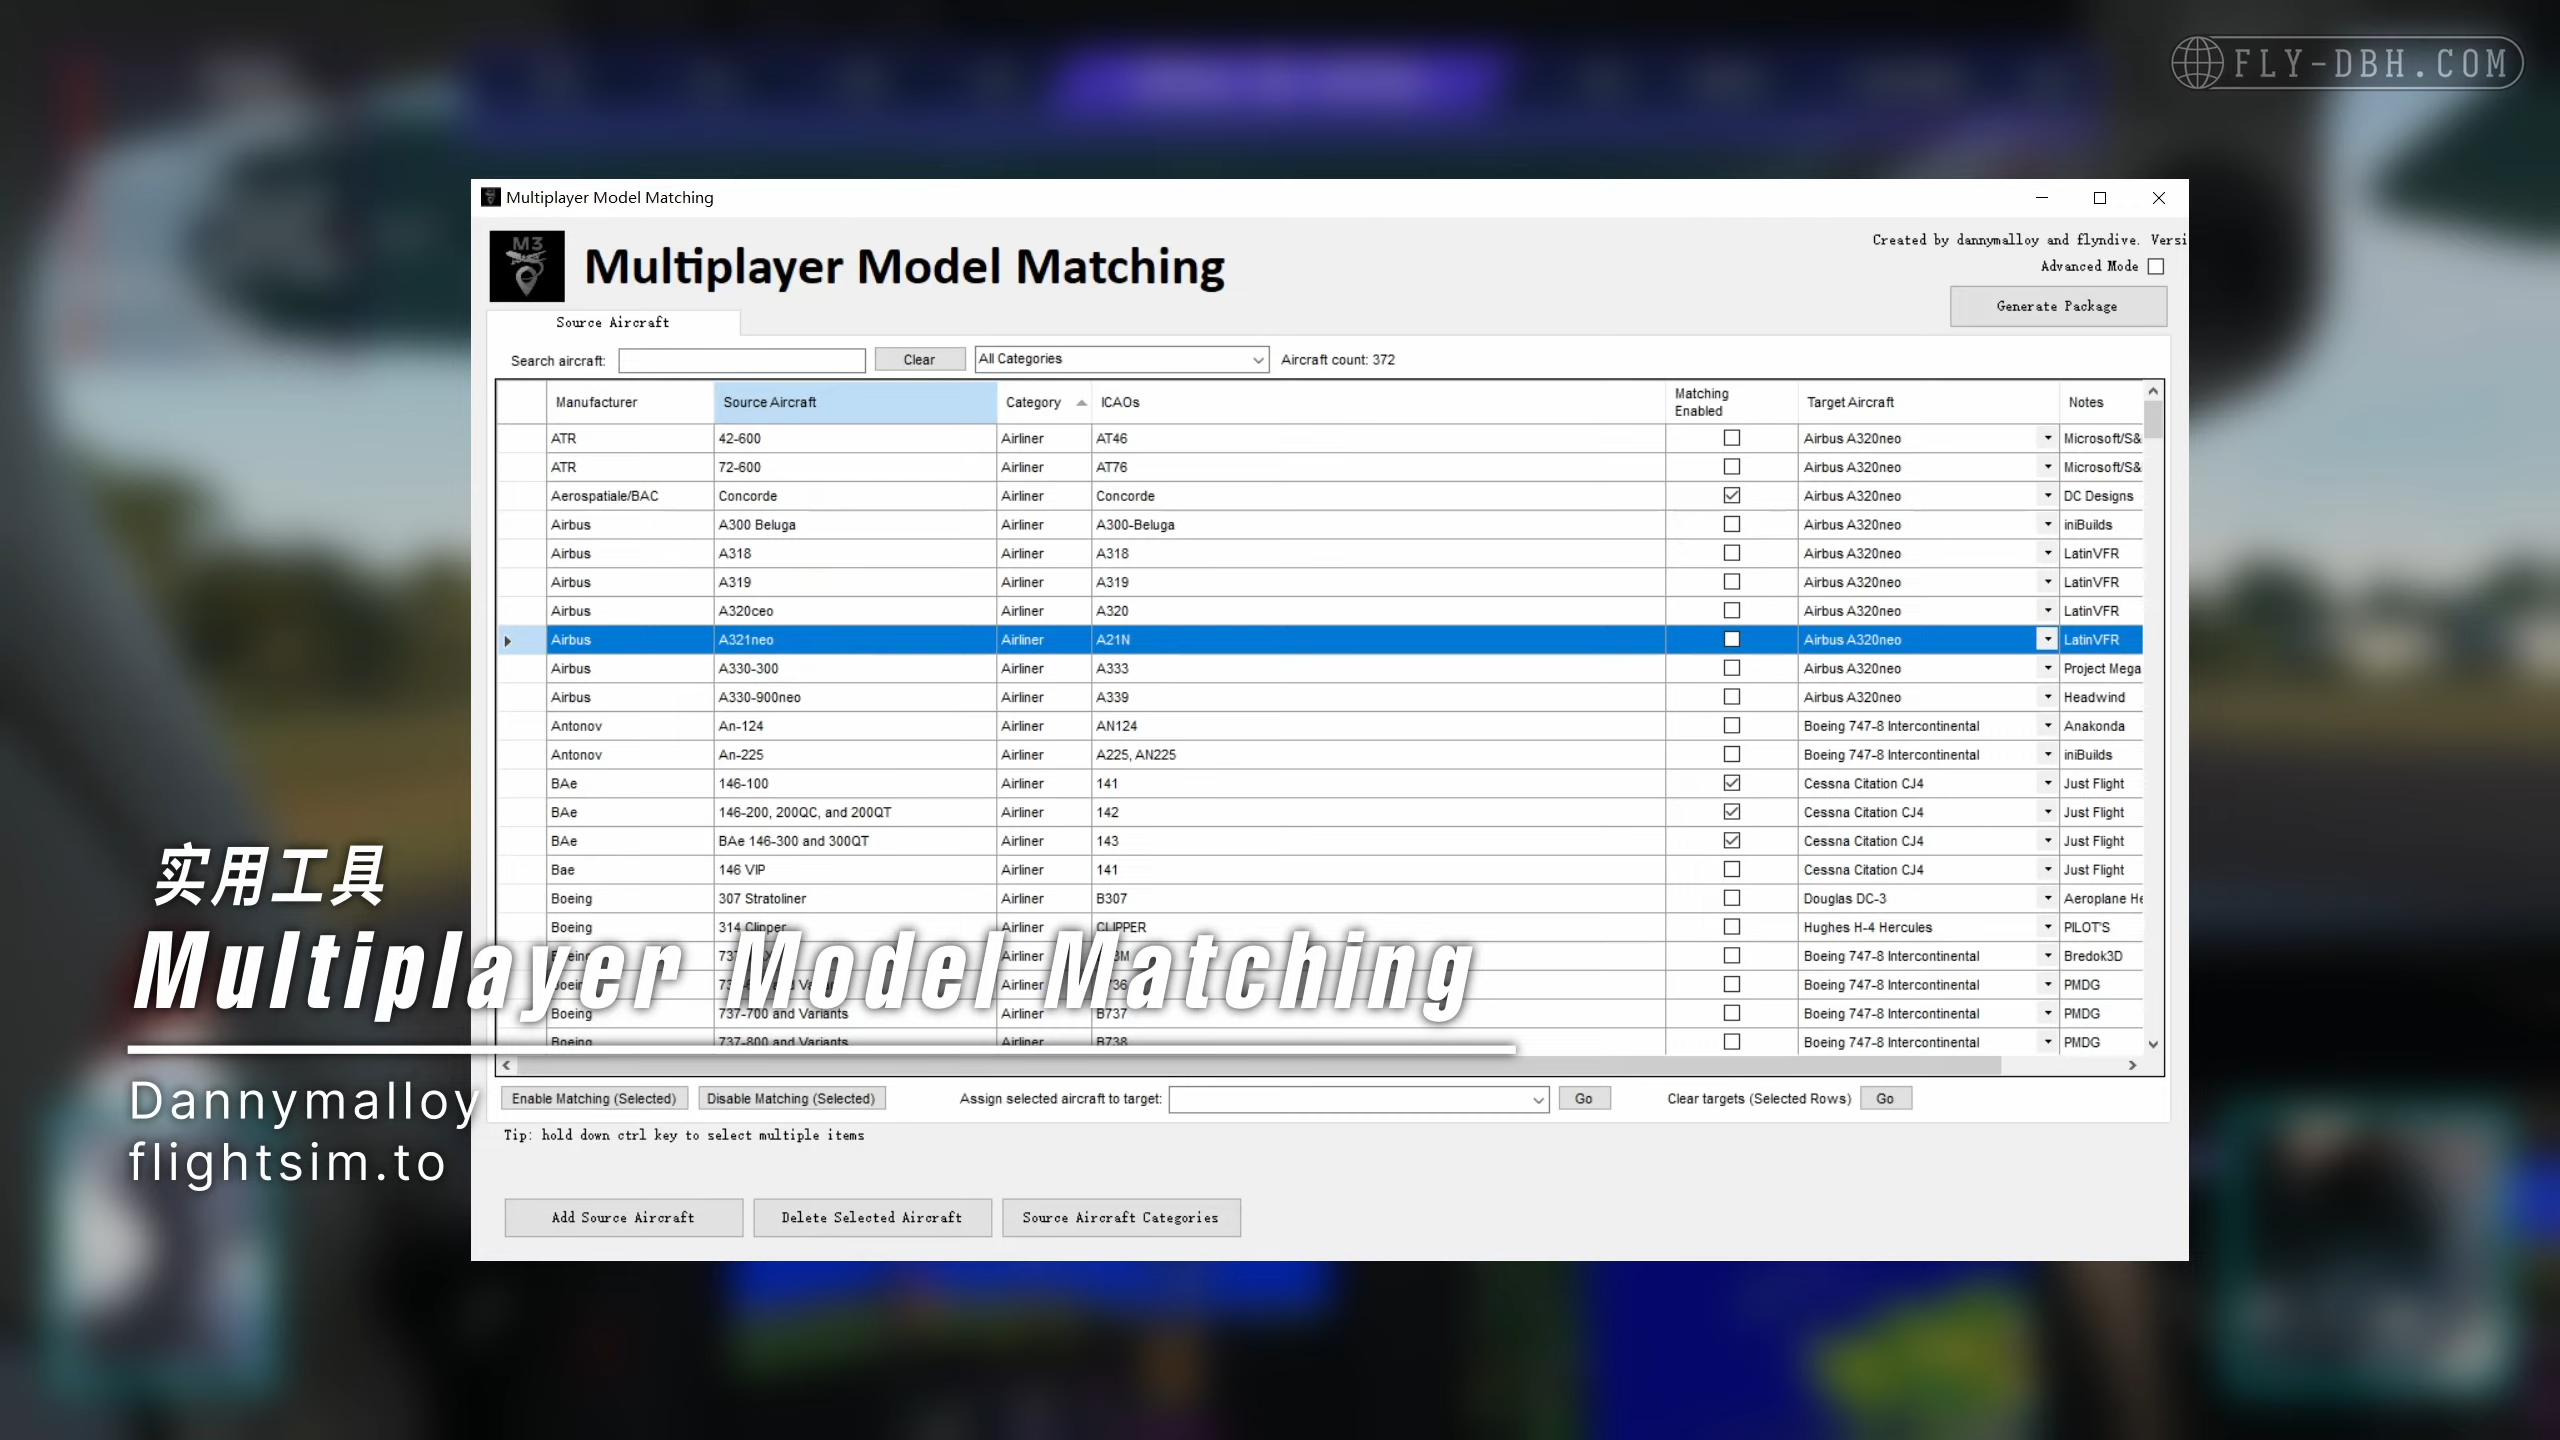 FLY-DBH.COM
Multiplayer Model Matching
M3
Multiplayer Model Matching
Created by dannymalloy and flyndive. Versi
Advanced Mode
Generate Package
Source Aircraft
Search aircraft: Clear All Categories Aircraft count: 372
Manufacturer Source Aircraft Category ICAOs Matching Enabled Target Aircraft Notes
ATR 42-600 Airliner AT46 Airbus A320neo Microsoft/S&
ATR 72-600 Airliner AT76 Airbus A320neo Microsoft/S&
Aerospatiale/BAC Concorde Airliner Concorde Airbus A320neo DC Designs
Airbus A300 Beluga Airliner A300-Beluga Airbus A320neo iniBuilds
Airbus A318 Airliner A318 Airbus A320neo LatinVFR
Airbus A319 Airliner A319 Airbus A320neo LatinVFR
Airbus A320ceo Airliner A320 Airbus A320neo LatinVFR
Airbus A321neo Airliner A21N Airbus A320neo LatinVFR
Airbus A330-300 Airliner A333 Airbus A320neo Project Mega
Airbus A330-900neo Airliner A339 Airbus A320neo Headwind
Antonov An-124 Airliner AN124 Boeing 747-8 Intercontinental Anakonda
Antonov An-225 Airliner A225, AN225 Boeing 747-8 Intercontinental iniBuilds
BAe 146-100 Airliner 141 Cessna Citation CJ4 Just Flight
BAe 146-200, 200QC, and 200QT Airliner 142 Cessna Citation CJ4 Just Flight
BAe BAe 146-300 and 300QT Airliner 143 Cessna Citation CJ4 Just Flight
Bae 146 VIP Airliner 141 Cessna Citation CJ4 Just Flight
Boeing 307 Stratoliner Airliner B307 Douglas DC-3 Aeroplane He
Boeing 314 Clipper Airliner CLIPPER Hughes H-4 Hercules PILOT'S
Airliner Boeing 747-8 Intercontinental Bredok3D
Airliner Boeing 747-8 Intercontinental PMDG
Boeing 737-700 and Variants Airliner B737 Boeing 747-8 Intercontinental PMDG
Boeing 737-800 and Variants Airliner B738 Boeing 747-8 Intercontinental PMDG
Enable Matching (Selected) Disable Matching (Selected) Assign selected aircraft to target: Go Clear targets (Selected Rows) Go
Tip: hold down ctrl key to select multiple items
Add Source Aircraft Delete Selected Aircraft Source Aircraft Categories
实用工具
Multiplayer Model Matching
Dannymalloy
flightsim.to